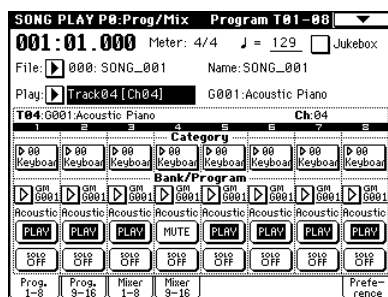 SONG PLAY P0:Prog/Mix Program T01-08
001:01.000 Meter: 4/4 ♩= 129 Jukebox
File: 000: SONG_001 Name:SONG_001
Play: Track04[Ch04] G001:Acoustic Piano
T04:G001:Acoustic Piano Ch:04
1 2 3 4 5 6 7 8
Category
00 00 00 00 00 00 00 00
Keyboar Keyboar Keyboar Keyboar Keyboar Keyboar Keyboar Keyboar
Bank/Program
GM GM GM GM GM GM GM GM
G001 G001 G001 G001 G001 G001 G001 G001
Acoustic Acoustic Acoustic Acoustic Acoustic Acoustic Acoustic Acoustic
PLAY PLAY PLAY MUTE PLAY PLAY PLAY PLAY
SOLO SOLO SOLO SOLO SOLO SOLO SOLO SOLO
OFF OFF OFF OFF OFF OFF OFF OFF
Prog. Prog. Mixer Mixer Prefe-
1-8 9-16 1-8 9-16 rence